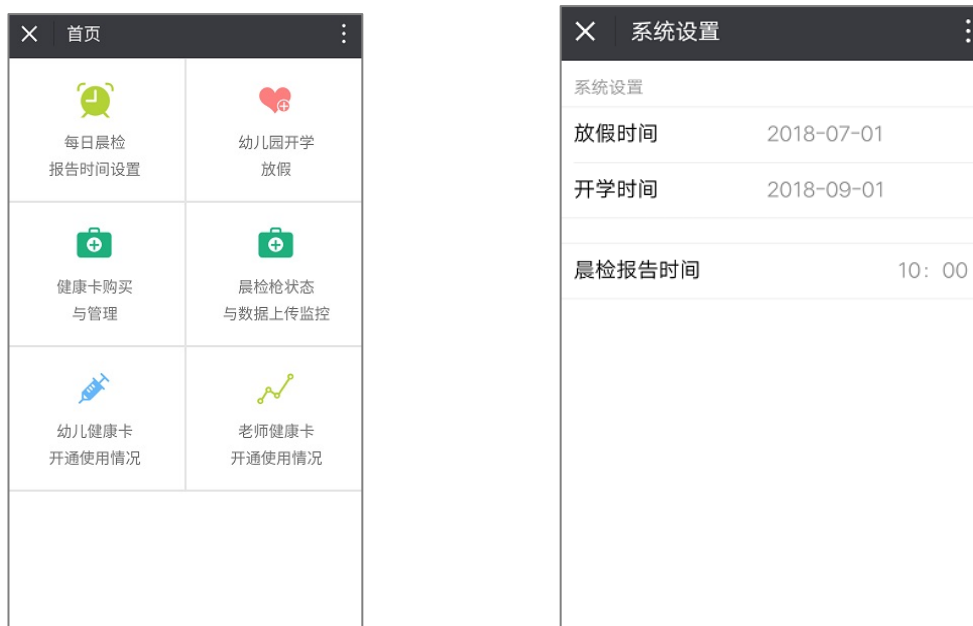 首页
每日晨检
报告时间设置
幼儿园开学
放假
健康卡购买
与管理
晨检枪状态
与数据上传监控
幼儿健康卡
开通使用情况
老师健康卡
开通使用情况
系统设置
系统设置
放假时间 2018-07-01
开学时间 2018-09-01
晨检报告时间 10：00